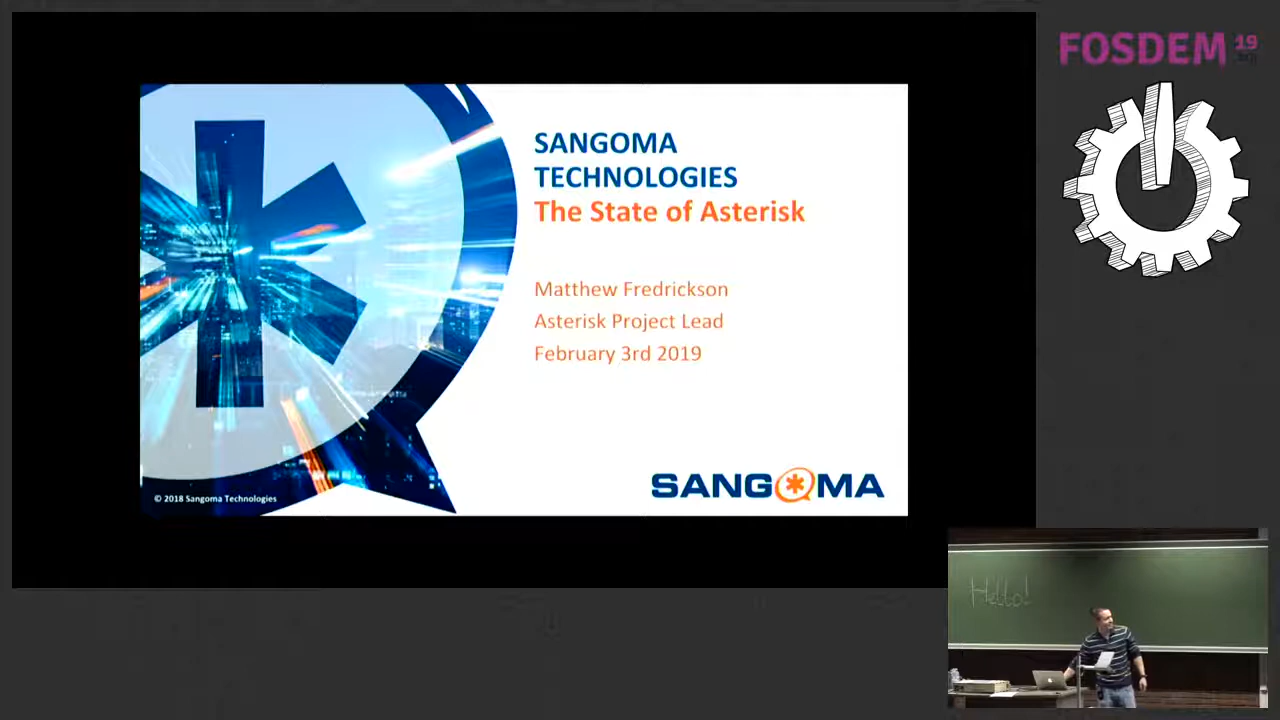 SANGOMA
TECHNOLOGIES
The State of Asterisk
Matthew Fredrickson
Asterisk Project Lead
February 3rd 2019
© 2018 Sangoma Technologies
SANGOMA
FOSDEM 19
Hello!